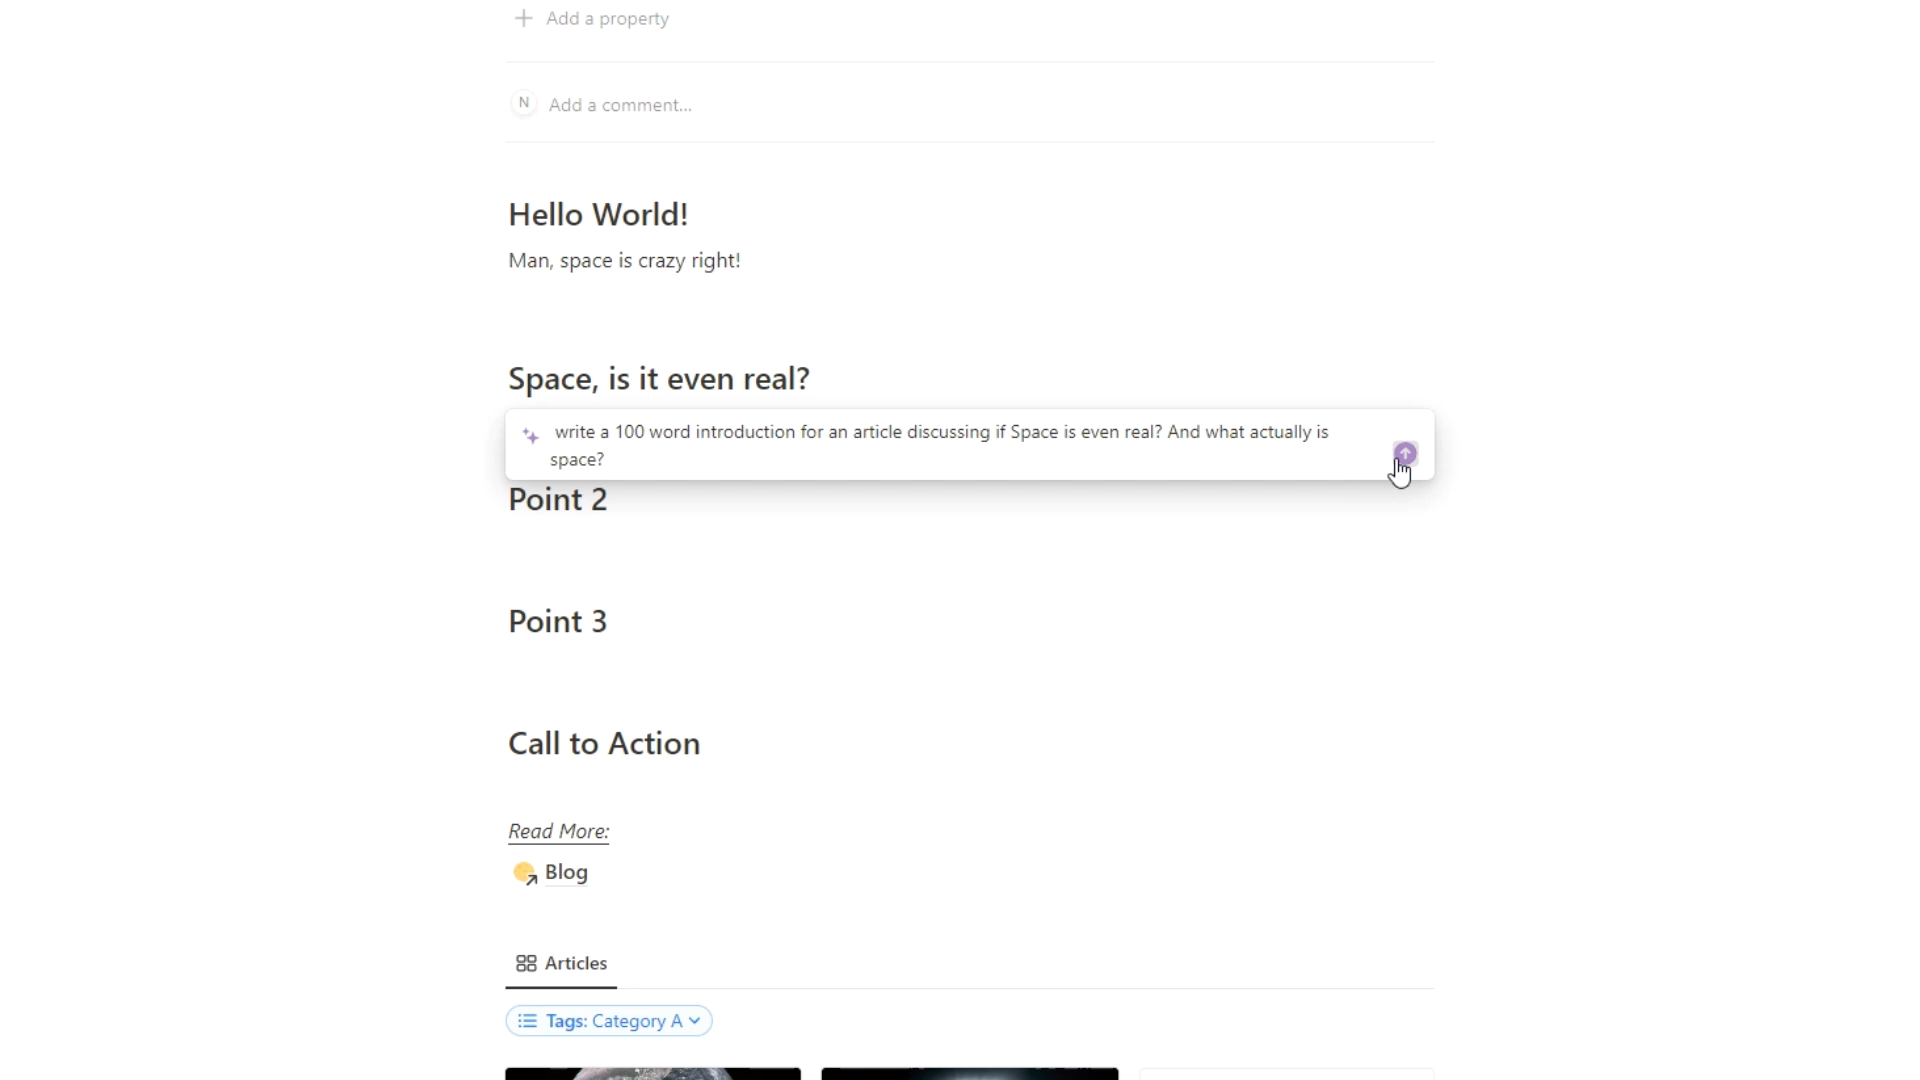 Add a property
N Add a comment...
Hello World!
Man, space is crazy right!
Space, is it even real?
write a 100 word introduction for an article discussing if Space is even real? And what actually is
space?
Point 2
Point 3
Call to Action
Read More:
Blog
Articles
Tags: Category A